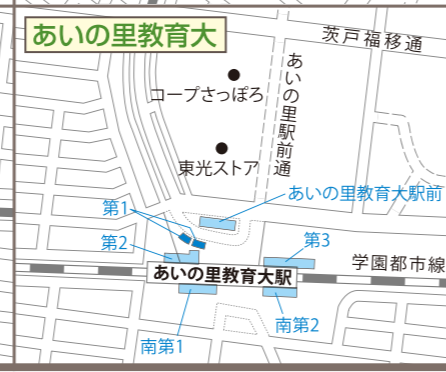 あいの里教育大
茨戸福移通
コープさっぽろ
あいの里駅前通
東光ストア
あいの里教育大駅前
第1
第2
第3
学園都市線
あいの里教育大駅
南第1
南第2